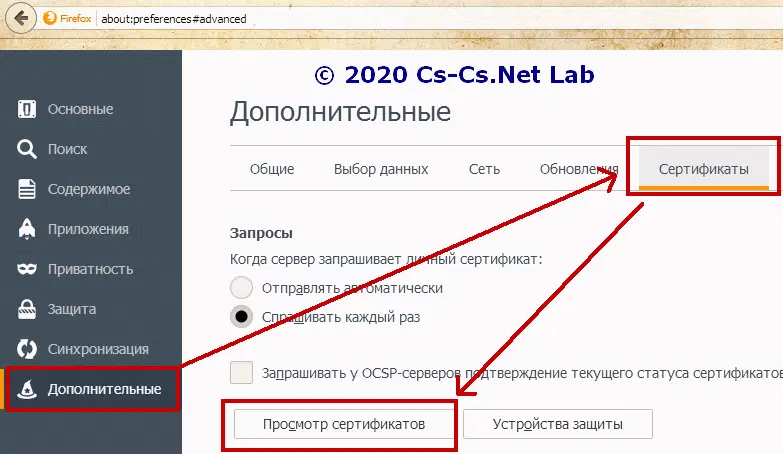 Firefox
about:preferences#advanced
© 2020 Cs-Cs.Net Lab
Основные
Поиск
Содержимое
Приложения
Приватность
Защита
Синхронизация
Дополнительные
Дополнительные
Общие Выбор данных Сеть Обновления Сертификаты
Запросы
Когда сервер запрашивает личный сертификат:
Отправлять автоматически
Спрашивать каждый раз
Запрашивать у OCSP-серверов подтверждение текущего статуса сертификатов
Просмотр сертификатов Устройства защиты